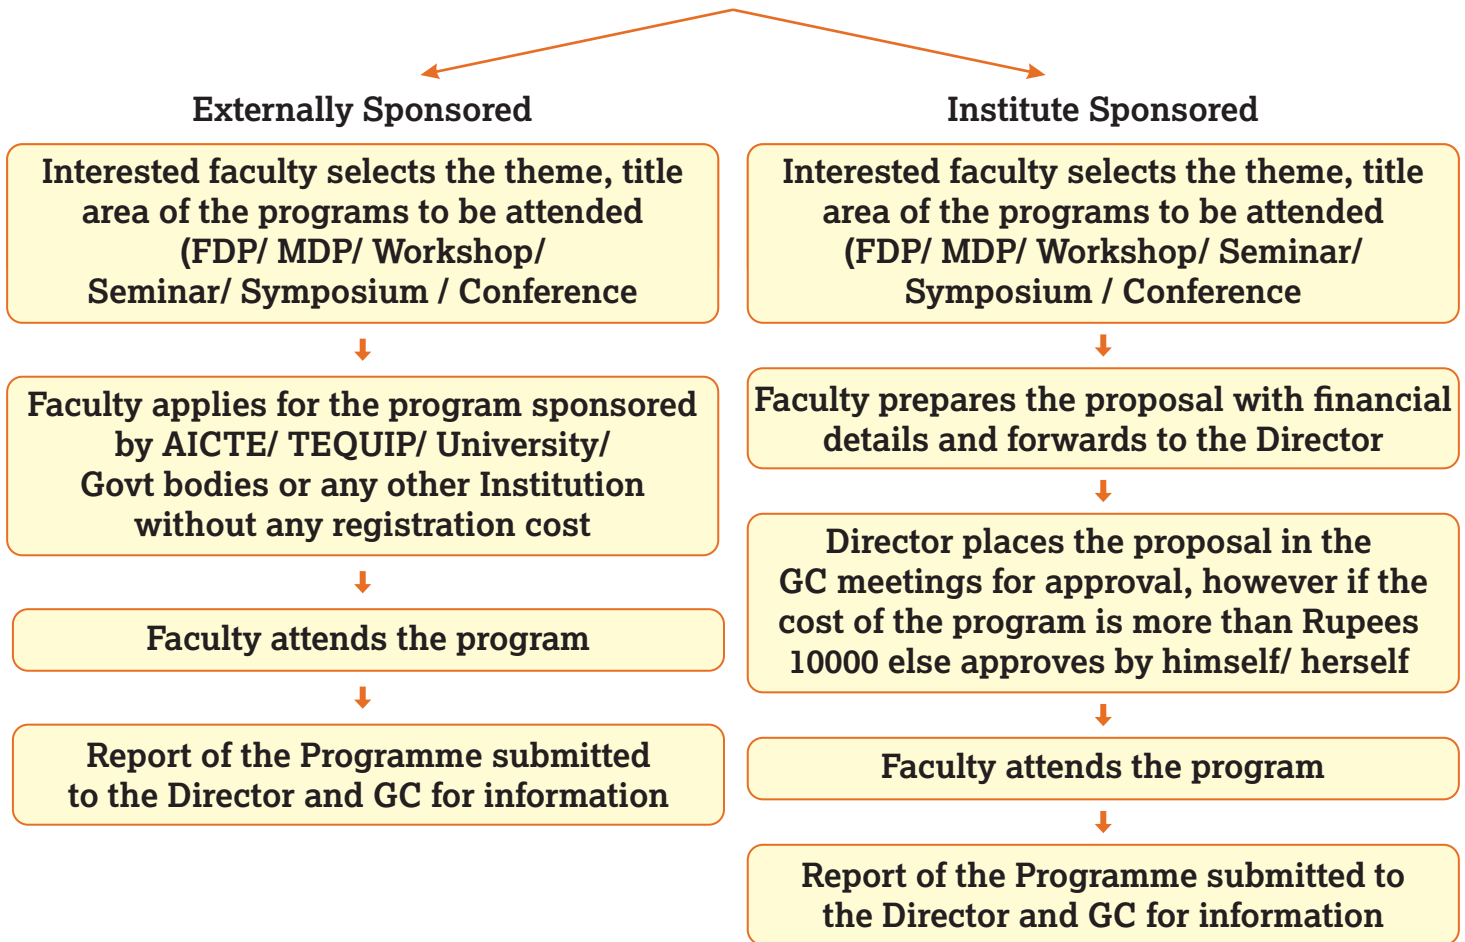 Externally Sponsored
Interested faculty selects the theme, title
area of the programs to be attended
(FDP/ MDP/ Workshop/
Seminar/ Symposium / Conference
Faculty applies for the program sponsored
by AICTE/ TEQUIP/ University/
Govt bodies or any other Institution
without any registration cost
Faculty attends the program
Report of the Programme submitted
to the Director and GC for information
Institute Sponsored
Interested faculty selects the theme, title
area of the programs to be attended
(FDP/ MDP/ Workshop/ Seminar/
Symposium / Conference
Faculty prepares the proposal with financial
details and forwards to the Director
Director places the proposal in the
GC meetings for approval, however if the
cost of the program is more than Rupees
10000 else approves by himself/ herself
Faculty attends the program
Report of the Programme submitted to
the Director and GC for information